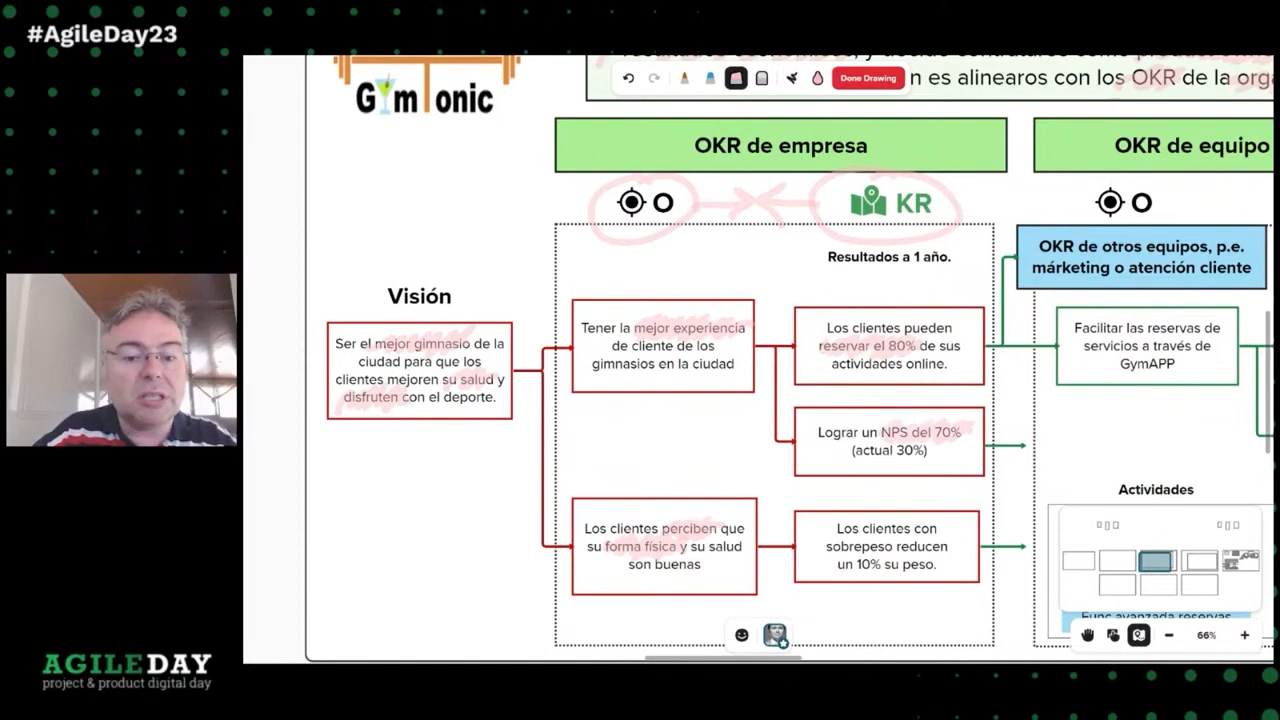 #AgileDay23
GymTonic
Done Drawing
n es alinearos con los OKR de la orga
OKR de empresa
OKR de equipo
O
KR
O
Resultados a 1 año.
OKR de otros equipos, p.e.
márketing o atención cliente
Visión
Ser el mejor gimnasio de la
ciudad para que los
clientes mejoren su salud y
disfruten con el deporte.
Tener la mejor experiencia
de cliente de los
gimnasios en la ciudad
Los clientes pueden
reservar el 80% de sus
actividades online.
Facilitar las reservas de
servicios a través de
GymAPP
Lograr un NPS del 70%
(actual 30%)
Los clientes perciben que
su forma física y su salud
son buenas
Los clientes con
sobrepeso reducen
un 10% su peso.
Actividades
Func avanzada reservas
66%
AGILEDAY
project & product digital day